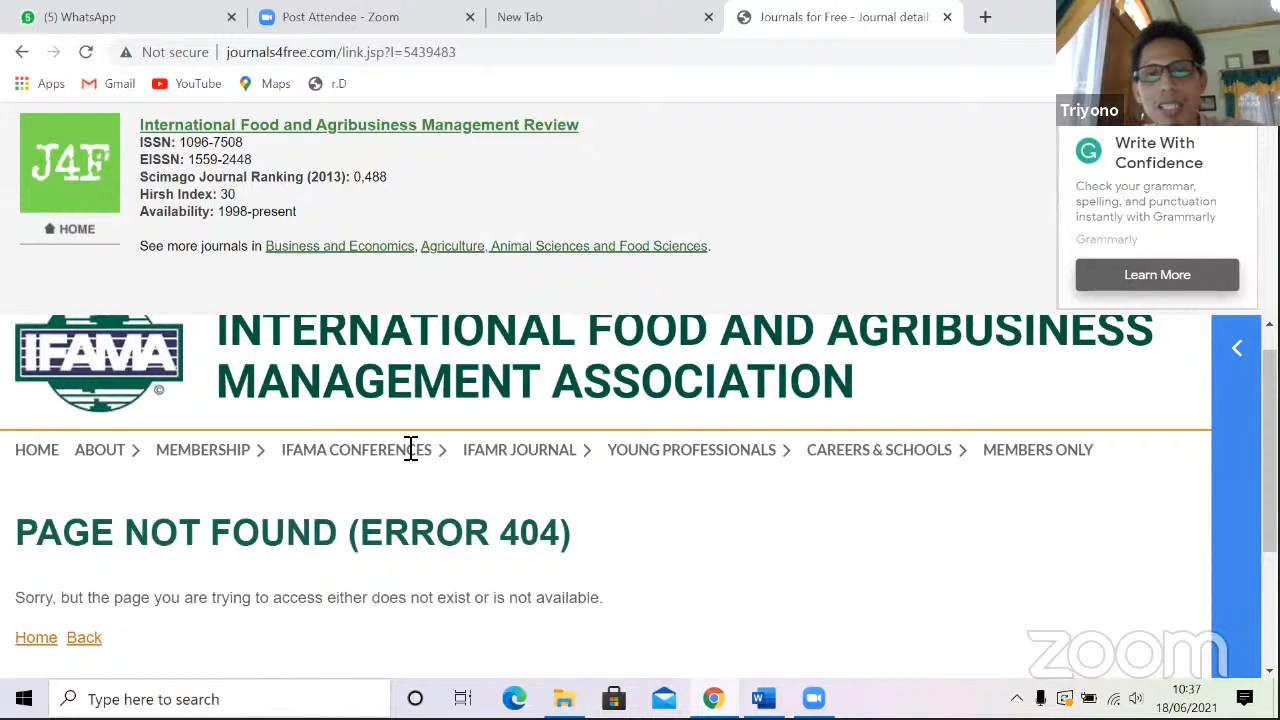 (5) WhatsApp
Post Attendee - Zoom
New Tab
Journals for Free - Journal detail
Not secure
journals4free.com/link.jsp?l=5439483
Apps
Gmail
YouTube
Maps
r.D
Triyono
J4F
HOME
International Food and Agribusiness Management Review
ISSN: 1096-7508
EISSN: 1559-2448
Scimago Journal Ranking (2013): 0,488
Hirsh Index: 30
Availability: 1998-present
See more journals in Business and Economics, Agriculture, Animal Sciences and Food Sciences.
Write With
Confidence
Check your grammar,
spelling, and punctuation
instantly with Grammarly
Grammarly
Learn More
IFAMA
©
INTERNATIONAL FOOD AND AGRIBUSINESS
MANAGEMENT ASSOCIATION
HOME ABOUT MEMBERSHIP IFAMA CONFERENCES IFAMR JOURNAL YOUNG PROFESSIONALS CAREERS & SCHOOLS MEMBERS ONLY
PAGE NOT FOUND (ERROR 404)
Sorry, but the page you are trying to access either does not exist or is not available.
Home Back
zoom
Type here to search
10:37
18/06/2021